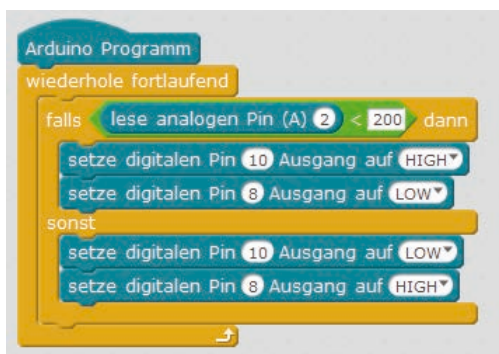 Arduino Programm
wiederhole fortlaufend
falls lese analogen Pin (A) 2 < 200 dann
setze digitalen Pin 10 Ausgang auf HIGH
setze digitalen Pin 8 Ausgang auf LOW
sonst
setze digitalen Pin 10 Ausgang auf LOW
setze digitalen Pin 8 Ausgang auf HIGH